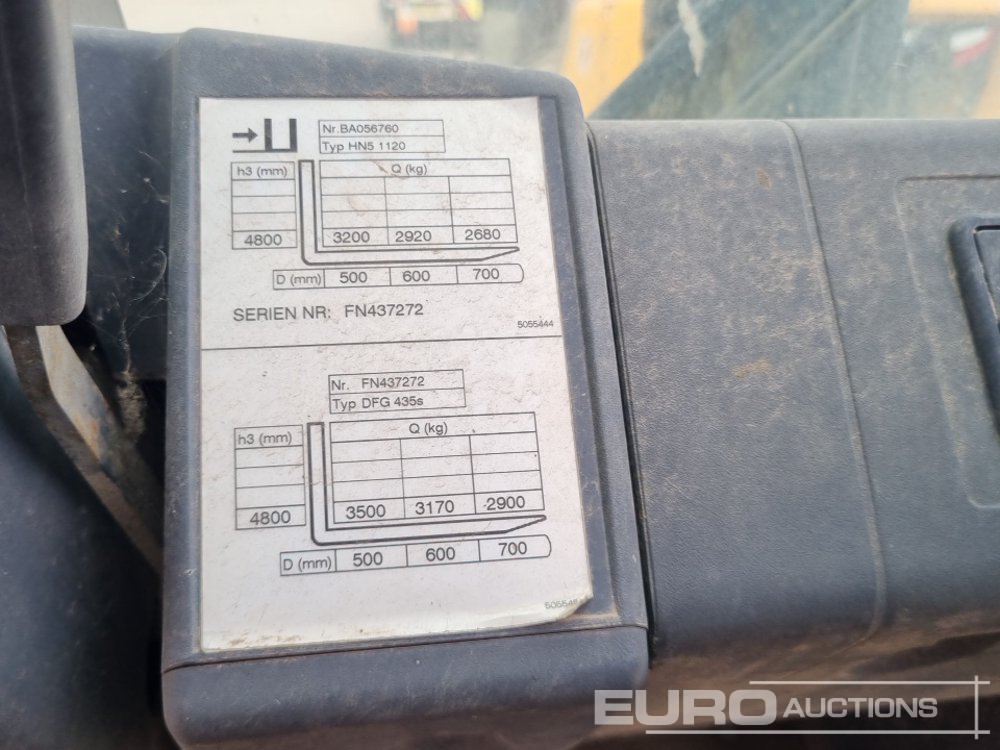 Nr.BA056760
Typ HN5 1120
h3 (mm) Q (kg)
4800 3200 2920 2680
D (mm) 500 600 700
SERIEN NR: FN437272
5055444
Nr. FN437272
Typ DFG 435s
h3 (mm) Q (kg)
4800 3500 3170 2900
D (mm) 500 600 700
EURO AUCTIONS